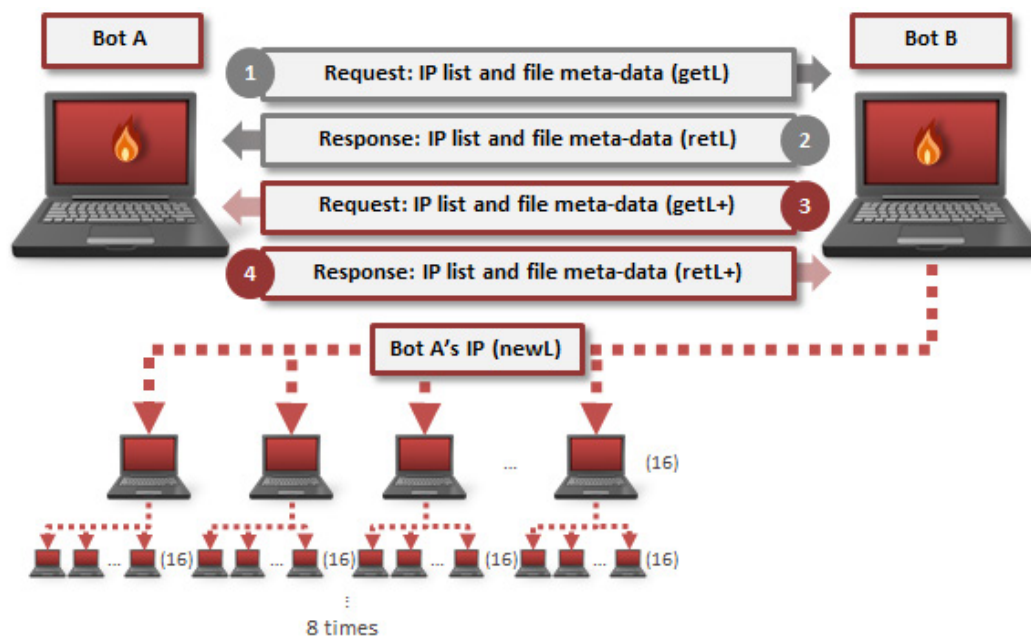 Bot A
Bot B
1
Request: IP list and file meta-data (getL)
Response: IP list and file meta-data (retL)
2
Request: IP list and file meta-data (getL+)
3
4
Response: IP list and file meta-data (retL+)
Bot A's IP (newL)
... (16)
... (16) ... (16) ... (16) ... (16)
...
8 times